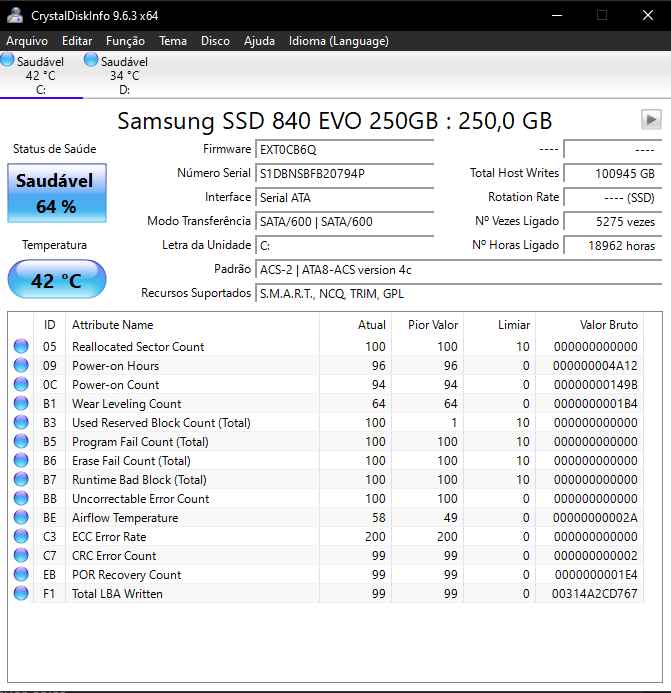 CrystalDiskInfo 9.6.3 x64
Arquivo Editar Função Tema Disco Ajuda Idioma (Language)
Saudável Saudável
42 °C 34 °C
C: D:
Samsung SSD 840 EVO 250GB : 250,0 GB
Status de Saúde
Saudável
64 %
Temperatura
42 °C
Firmware EXT0CB6Q ---- ----
Número Serial S1DBNSBFB20794P Total Host Writes 100945 GB
Interface Serial ATA Rotation Rate ---- (SSD)
Modo Transferência SATA/600 | SATA/600 Nº Vezes Ligado 5275 vezes
Letra da Unidade C: Nº Horas Ligado 18962 horas
Padrão ACS-2 | ATA8-ACS version 4c
Recursos Suportados S.M.A.R.T., NCQ, TRIM, GPL
ID Attribute Name Atual Pior Valor Limiar Valor Bruto
05 Reallocated Sector Count 100 100 10 000000000000
09 Power-on Hours 96 96 0 000000004A12
0C Power-on Count 94 94 0 00000000149B
B1 Wear Leveling Count 64 64 0 0000000001B4
B3 Used Reserved Block Count (Total) 100 1 10 000000000000
B5 Program Fail Count (Total) 100 100 10 000000000000
B6 Erase Fail Count (Total) 100 100 10 000000000000
B7 Runtime Bad Block (Total) 100 100 10 000000000000
BB Uncorrectable Error Count 100 100 0 000000000000
BE Airflow Temperature 58 49 0 00000000002A
C3 ECC Error Rate 200 200 0 000000000000
C7 CRC Error Count 99 99 0 000000000002
EB POR Recovery Count 99 99 0 0000000001E4
F1 Total LBA Written 99 99 0 00314A2CD767